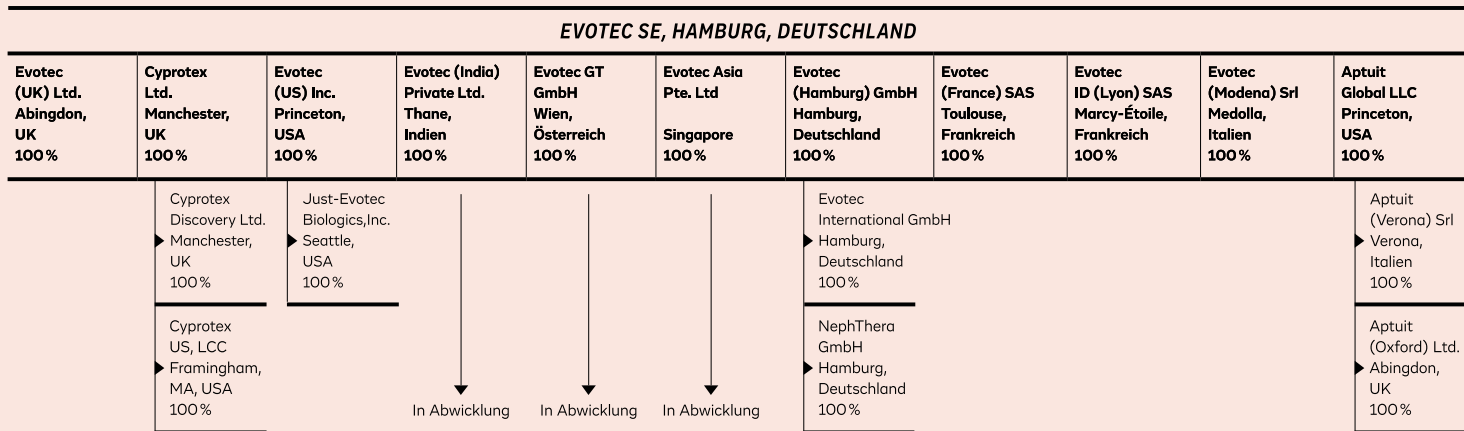 EVOTEC SE, HAMBURG, DEUTSCHLAND
Evotec
(UK) Ltd.
Abingdon,
UK
100 %
Cyprotex
Ltd.
Manchester,
UK
100 %
Evotec
(US) Inc.
Princeton,
USA
100 %
Evotec (India)
Private Ltd.
Thane,
Indien
100 %
Evotec GT
GmbH
Wien,
Österreich
100 %
Evotec Asia
Pte. Ltd
Singapore
100 %
Evotec
(Hamburg) GmbH
Hamburg,
Deutschland
100 %
Evotec
(France) SAS
Toulouse,
Frankreich
100 %
Evotec
ID (Lyon) SAS
Marcy-Étoile,
Frankreich
100 %
Evotec
(Modena) Srl
Medolla,
Italien
100 %
Aptuit
Global LLC
Princeton,
USA
100 %
Cyprotex
Discovery Ltd.
Manchester,
UK
100 %
Just-Evotec
Biologics,Inc.
Seattle,
USA
100 %
Evotec
International GmbH
Hamburg,
Deutschland
100 %
Aptuit
(Verona) Srl
Verona,
Italien
100 %
Cyprotex
US, LCC
Framingham,
MA, USA
100 %
In Abwicklung
In Abwicklung
In Abwicklung
NephThera
GmbH
Hamburg,
Deutschland
100 %
Aptuit
(Oxford) Ltd.
Abingdon,
UK
100 %